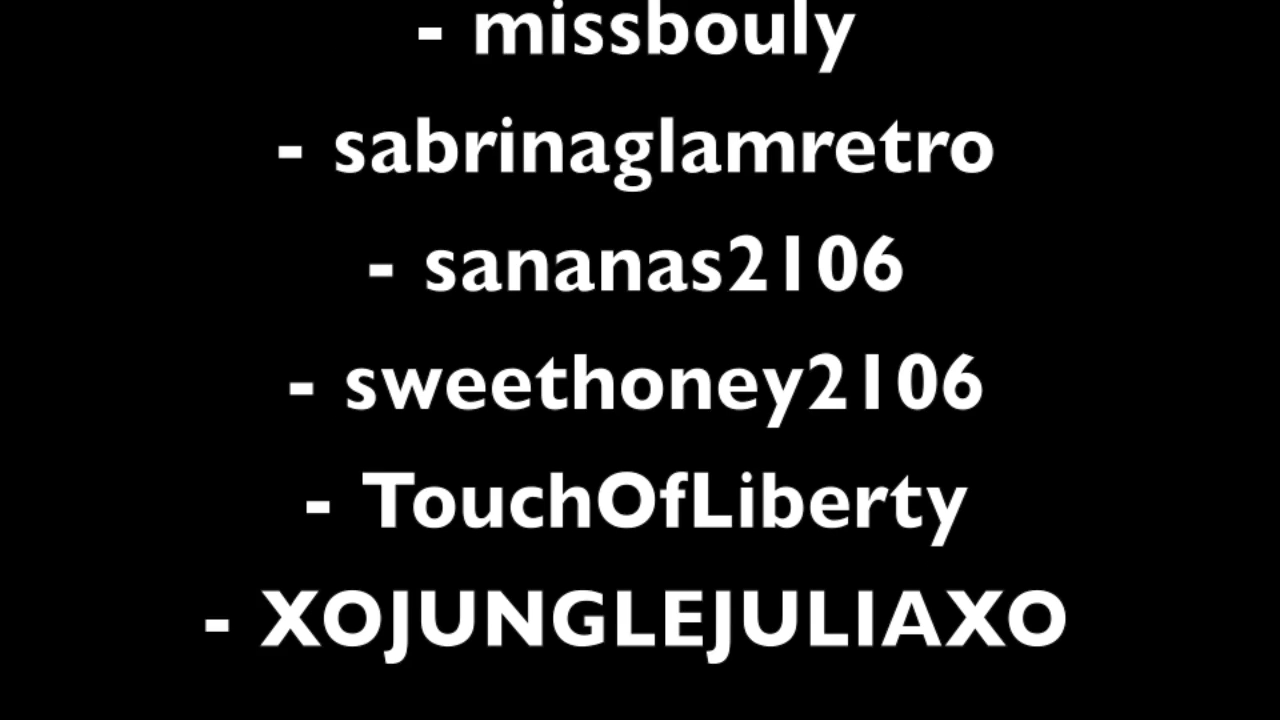 - missbouly
- sabrinaglamretro
- sananas2106
- sweethoney2106
- TouchOfLiberty
- XOJUNGLEJULIAXO